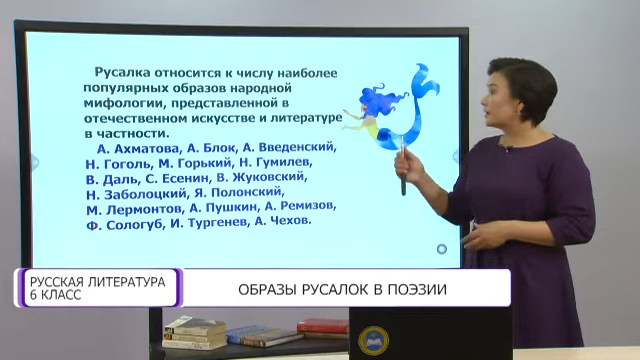 Русалка относится к числу наиболее
популярных образов народной
мифологии, представленной в
отечественном искусстве и литературе
в частности.
А. Ахматова, А. Блок, А. Введенский,
Н. Гоголь, М. Горький, Н. Гумилев,
В. Даль, С. Есенин, В. Жуковский,
Н. Заболоцкий, Я. Полонский,
М. Лермонтов, А. Пушкин, А. Ремизов,
Ф. Сологуб, И. Тургенев, А. Чехов.
РУССКАЯ ЛИТЕРАТУРА
6 КЛАСС
ОБРАЗЫ РУСАЛОК В ПОЭЗИИ